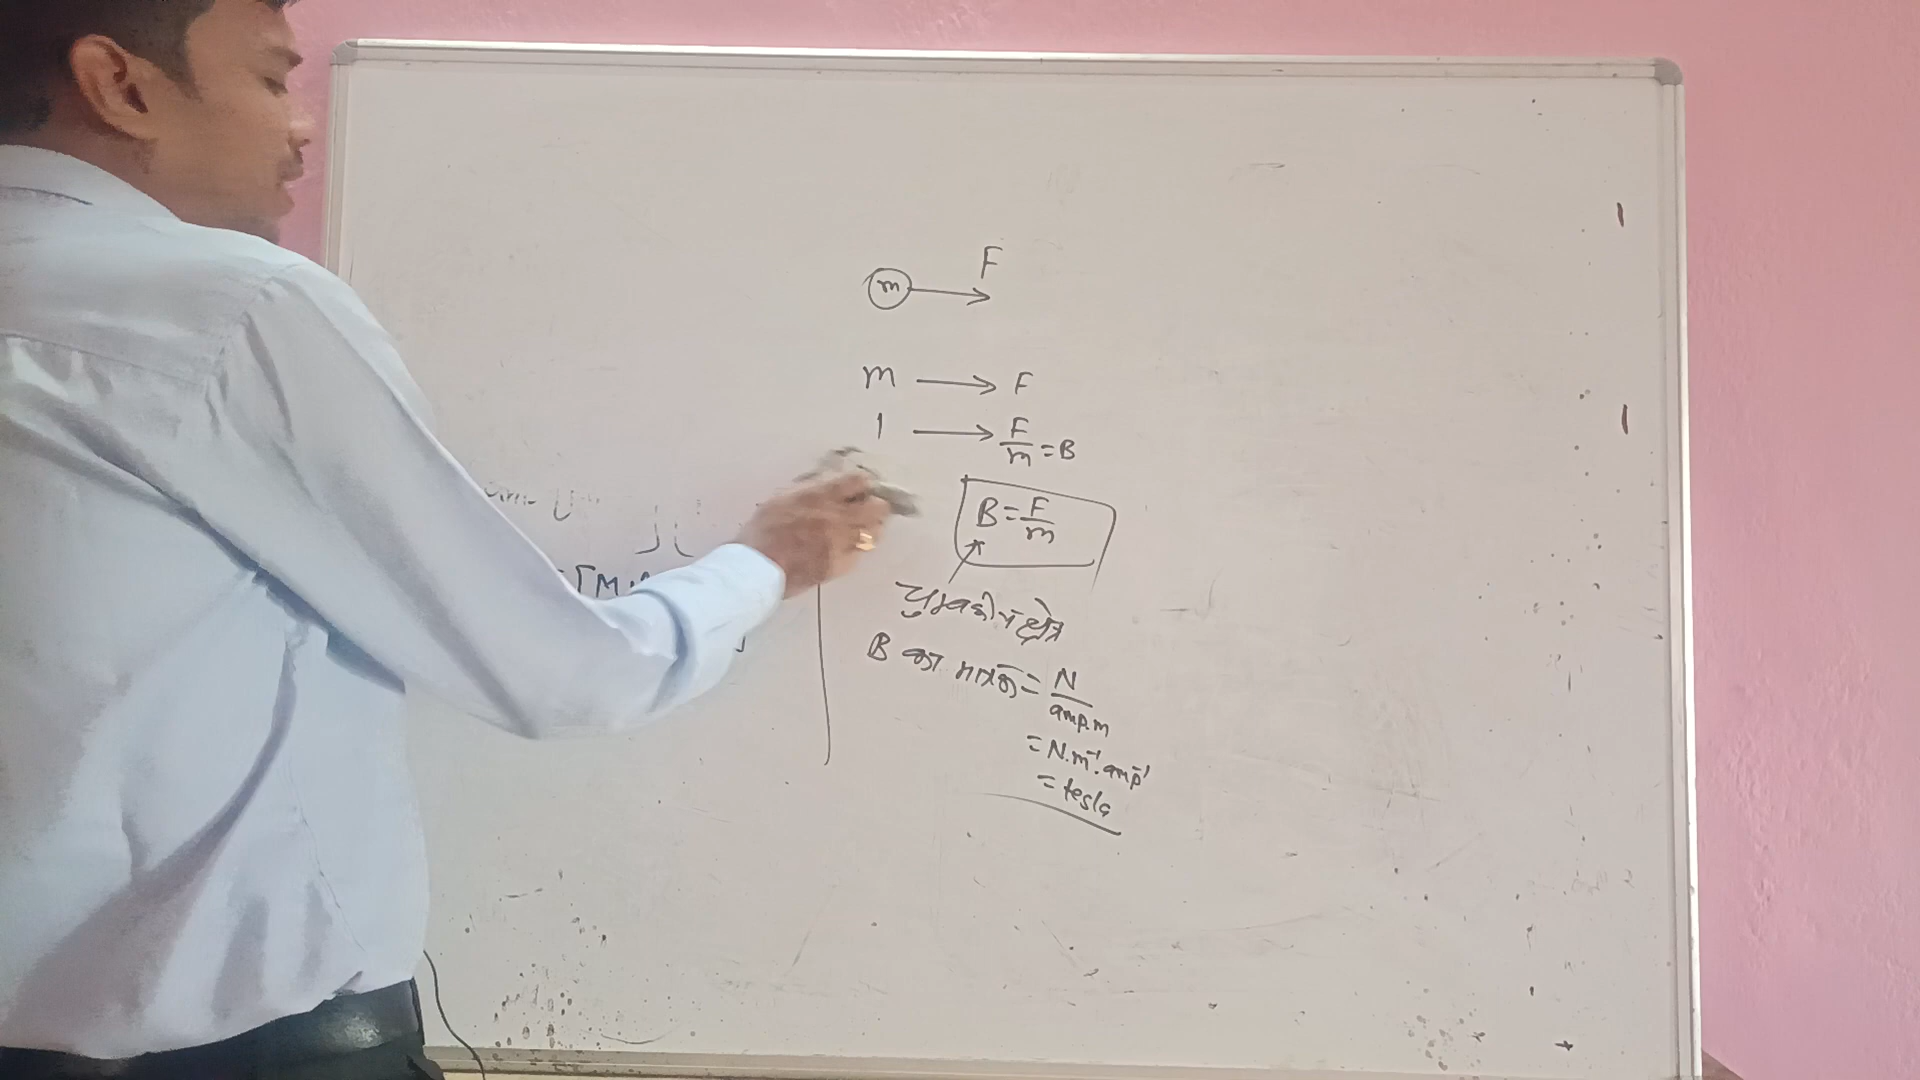 F
m →
m → F
1 → F/m = B
B = F/m
चुम्बकीय क्षेत्र
B का मात्रक = N/amp.m
= N.m⁻¹.amp⁻¹
= tesla
[M